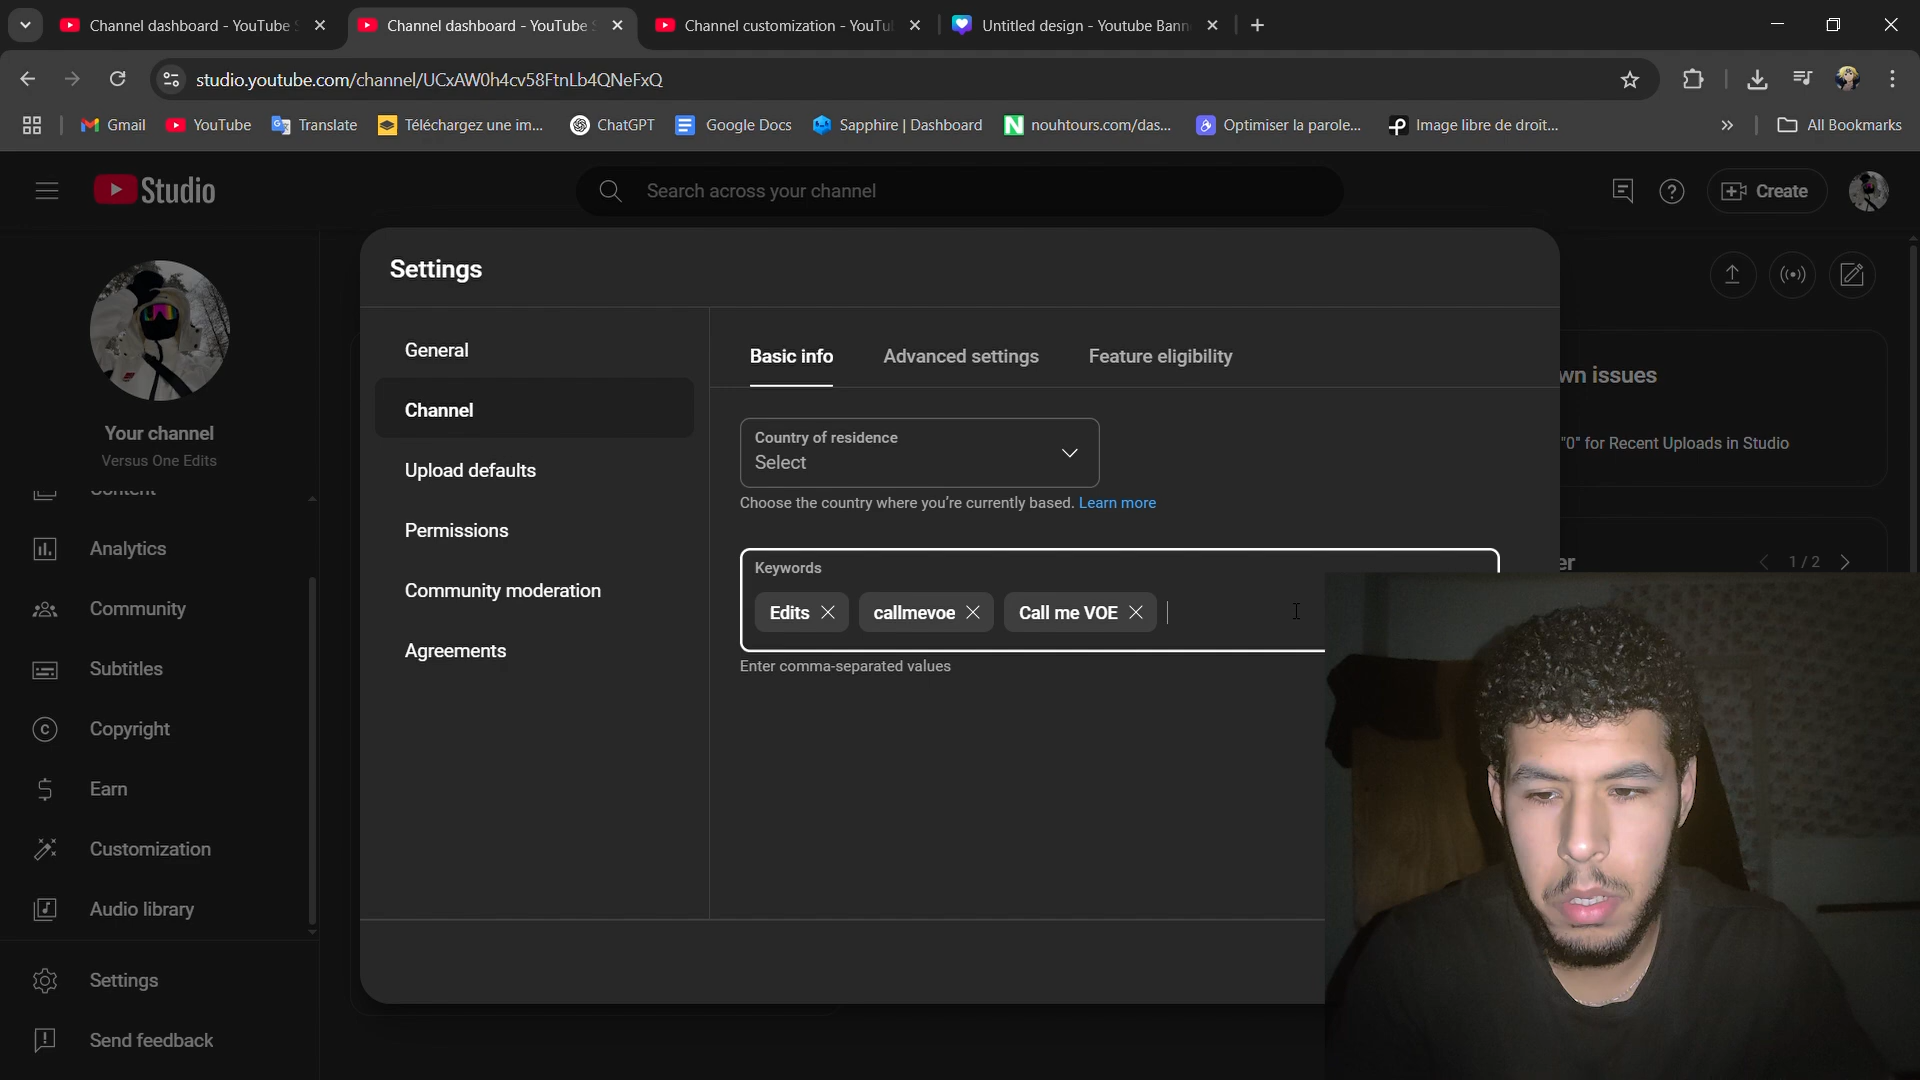 Channel dashboard - YouTube S
Channel dashboard - YouTube S
Channel customization - YouTu
Untitled design - Youtube Bann
studio.youtube.com/channel/UCxAW0h4cv58FtnLb4QNeFxQ
Gmail
YouTube
Translate
Téléchargez une im...
ChatGPT
Google Docs
Sapphire | Dashboard
nouhtours.com/das...
Optimiser la parole...
Image libre de droit...
All Bookmarks
Studio
Search across your channel
Create
Your channel
Versus One Edits
Content
Analytics
Community
Subtitles
Copyright
Earn
Customization
Audio library
Settings
Send feedback
Settings
General
Channel
Upload defaults
Permissions
Community moderation
Agreements
Basic info
Advanced settings
Feature eligibility
Country of residence
Select
Choose the country where you're currently based. Learn more
Keywords
Edits
callmevoe
Call me VOE
Enter comma-separated values
wn issues
"0" for Recent Uploads in Studio
er
1 / 2